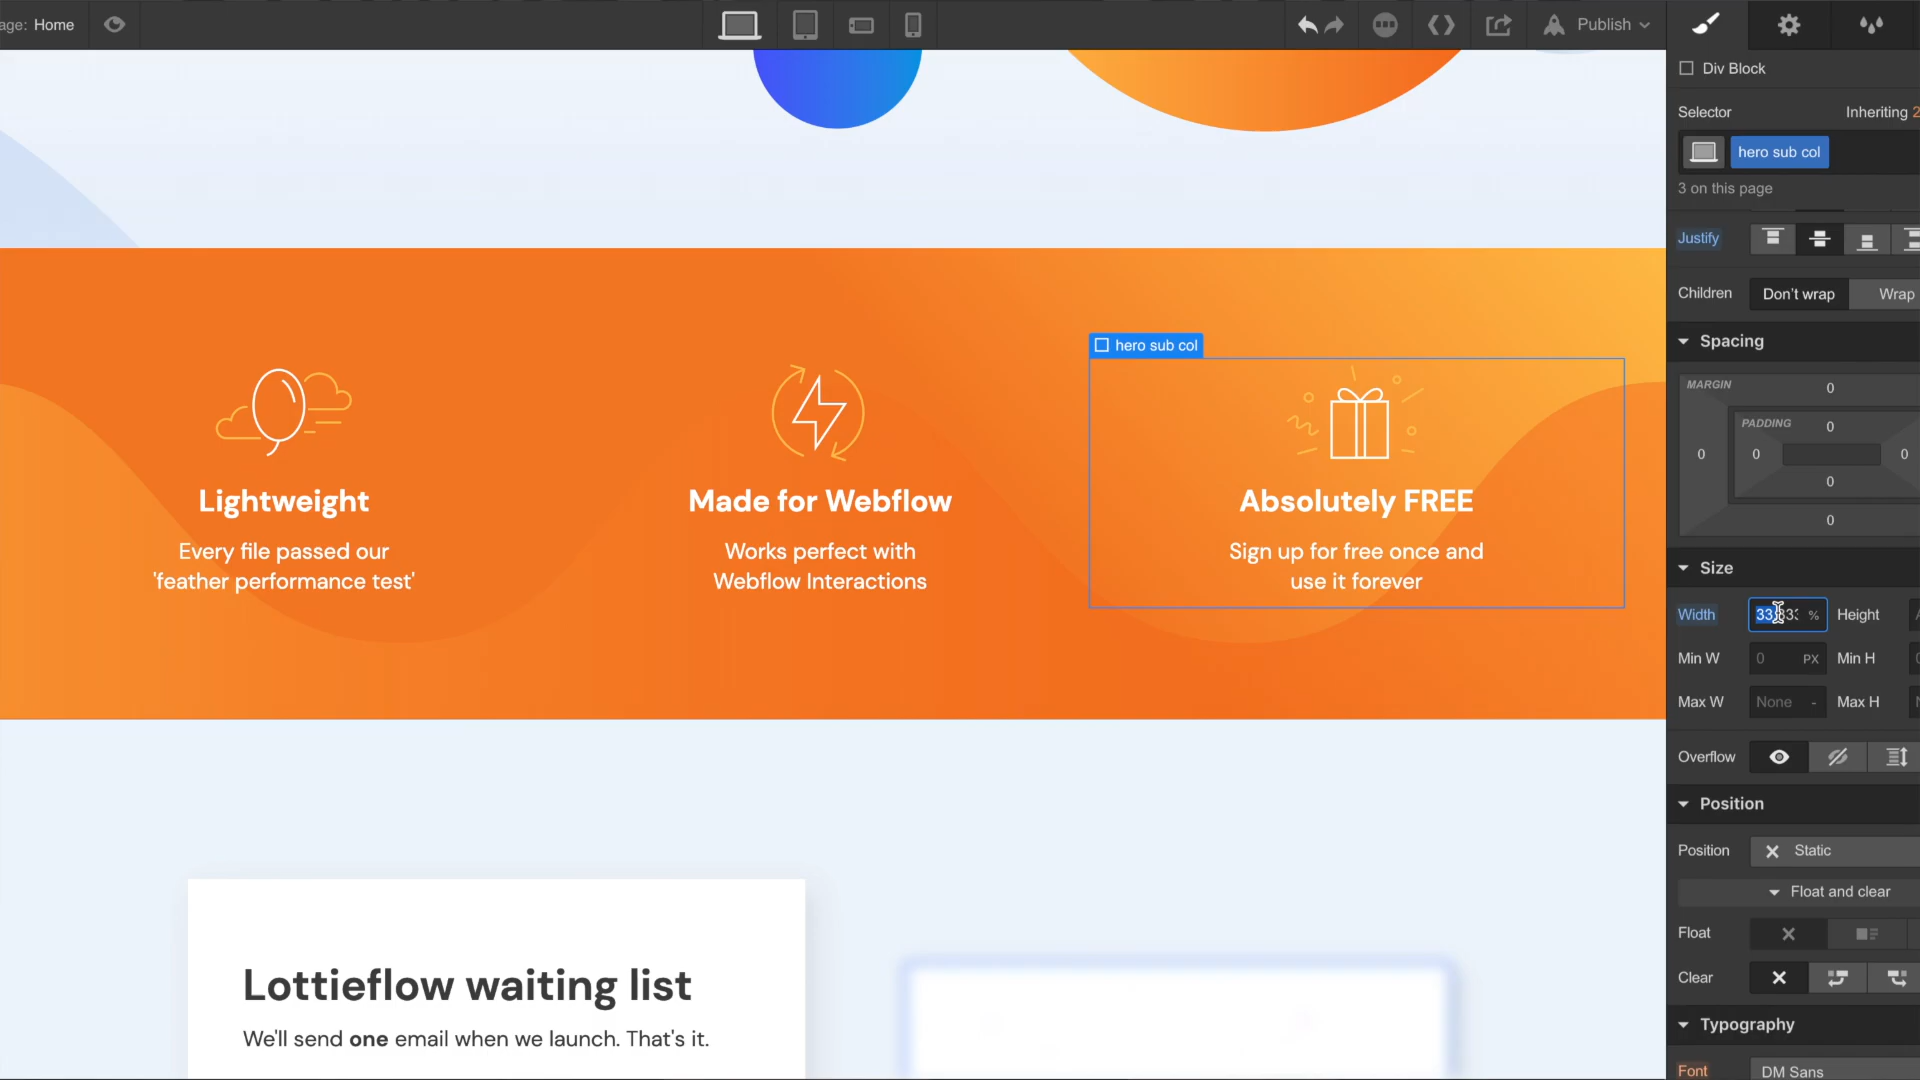 age: Home
Publish
Div Block
Selector
Inheriting 2
hero sub col
3 on this page
Justify
Children
Don't wrap
Wrap
Spacing
MARGIN
0
PADDING
0
0
0
0
0
0
0
Size
Width
%
Height
Min W
0
PX
Min H
Max W
None
-
Max H
Overflow
Position
Position
Static
Float and clear
Float
Clear
Typography
Font
DM Sans
hero sub col
Lightweight
Every file passed our
'feather performance test'
Made for Webflow
Works perfect with
Webflow Interactions
Absolutely FREE
Sign up for free once and
use it forever
Lottieflow waiting list
We'll send one email when we launch. That's it.